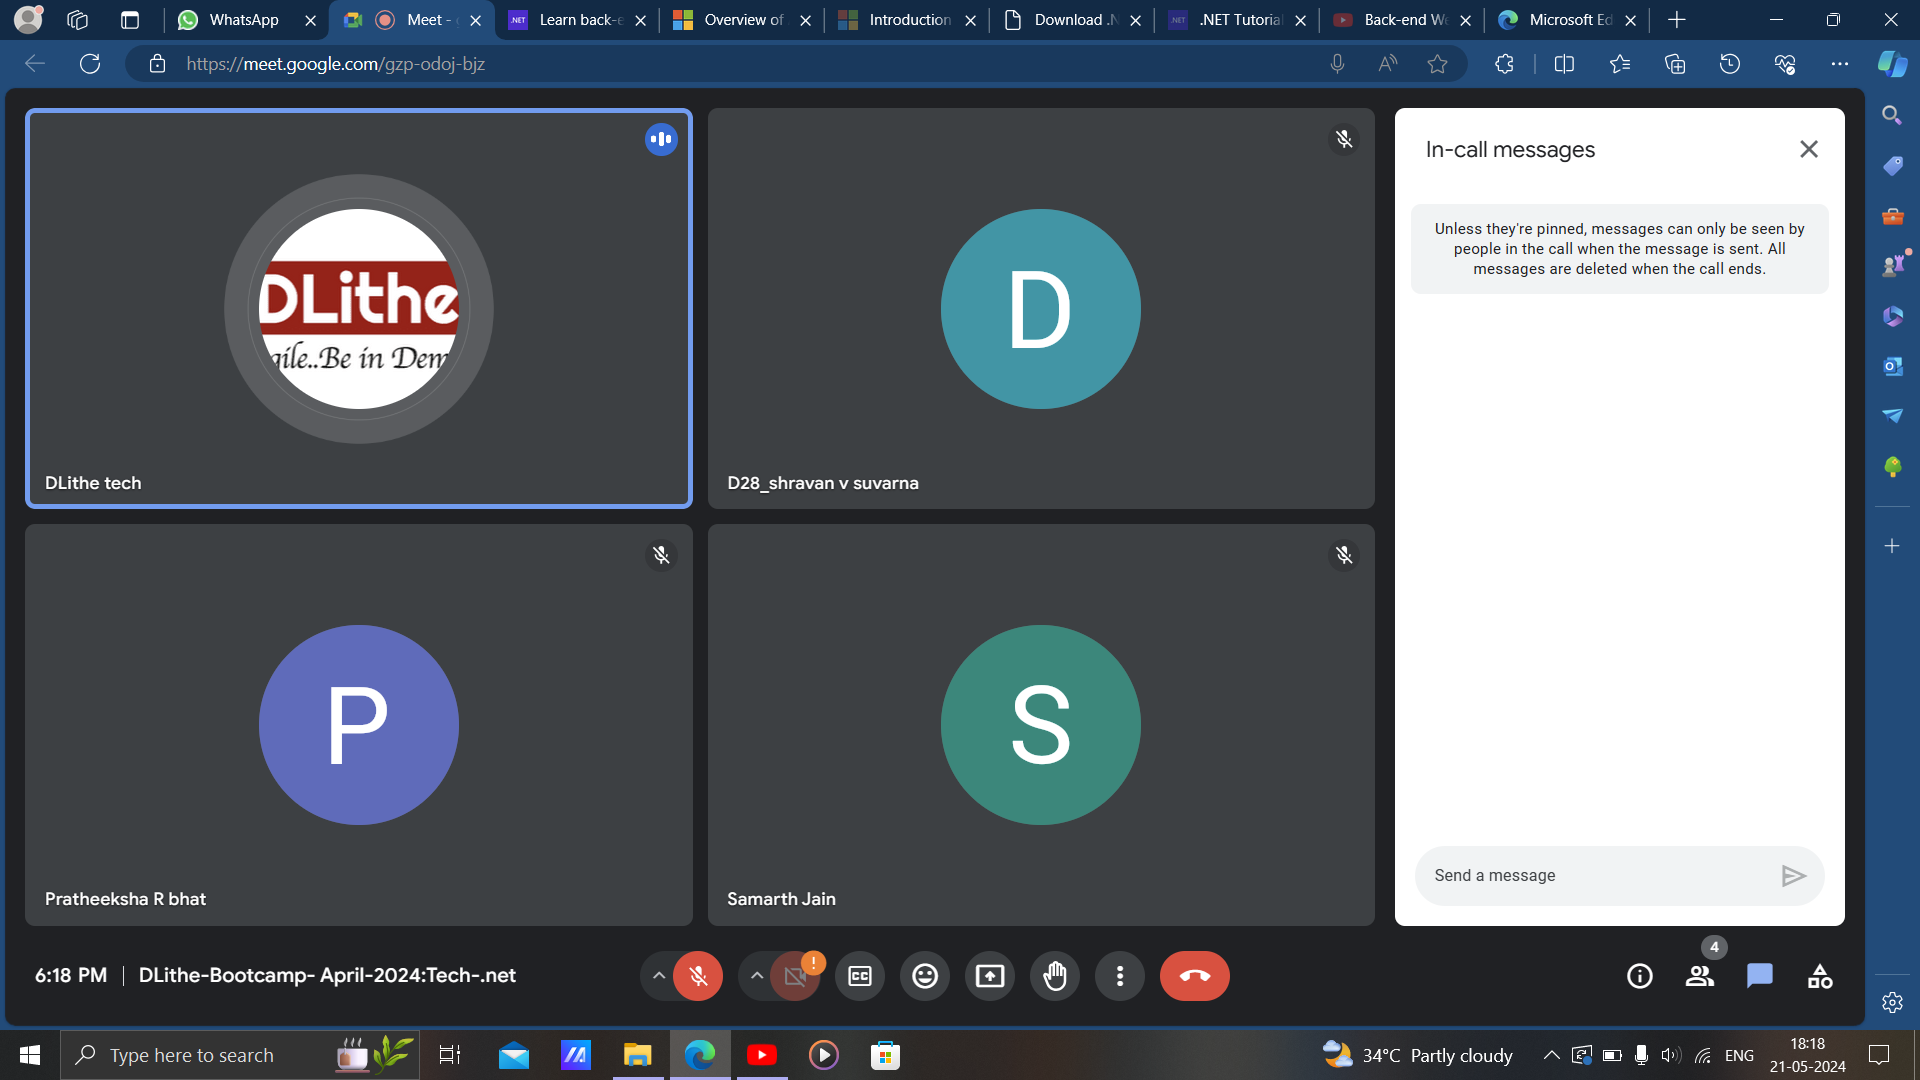 WhatsApp
Meet -
Learn back-e
Overview of
Introduction
Download .N
.NET Tutorial
Back-end We
Microsoft Ed
https://meet.google.com/gzp-odoj-bjz
DLithe
gile..Be in Dem
DLithe tech
D
D28_shravan v suvarna
P
Pratheeksha R bhat
S
Samarth Jain
In-call messages
Unless they're pinned, messages can only be seen by
people in the call when the message is sent. All
messages are deleted when the call ends.
Send a message
6:18 PM
DLithe-Bootcamp- April-2024:Tech-.net
CC
4
Type here to search
34°C Partly cloudy
ENG
18:18
21-05-2024